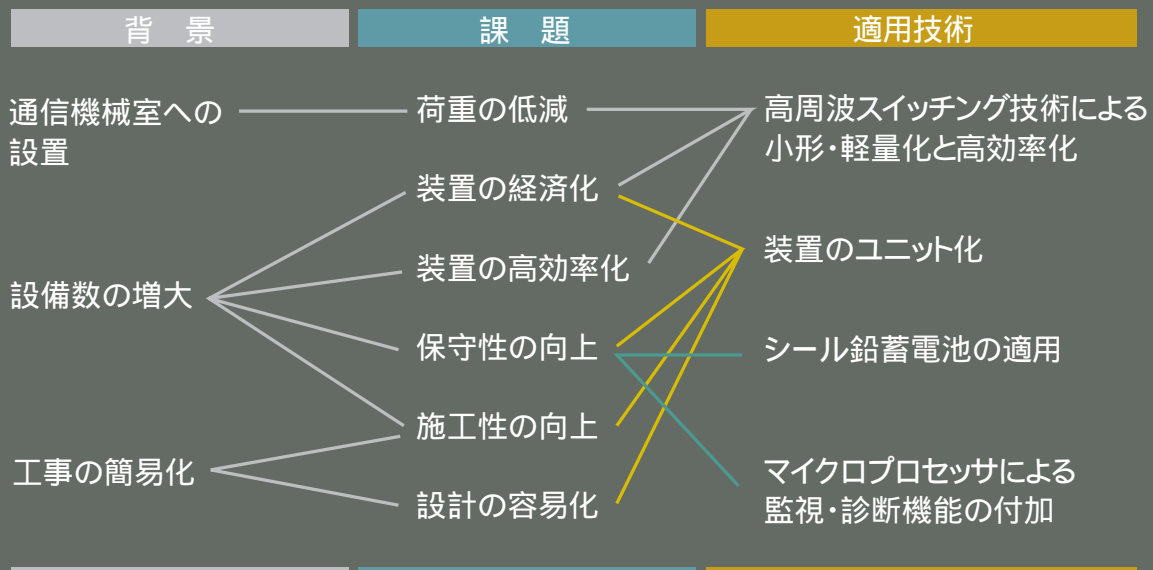 背　景
課　題
適用技術
通信機械室への
設置
設備数の増大
工事の簡易化
荷重の低減
装置の経済化
装置の高効率化
保守性の向上
施工性の向上
設計の容易化
高周波スイッチング技術による
小形・軽量化と高効率化
装置のユニット化
シール鉛蓄電池の適用
マイクロプロセッサによる
監視・診断機能の付加